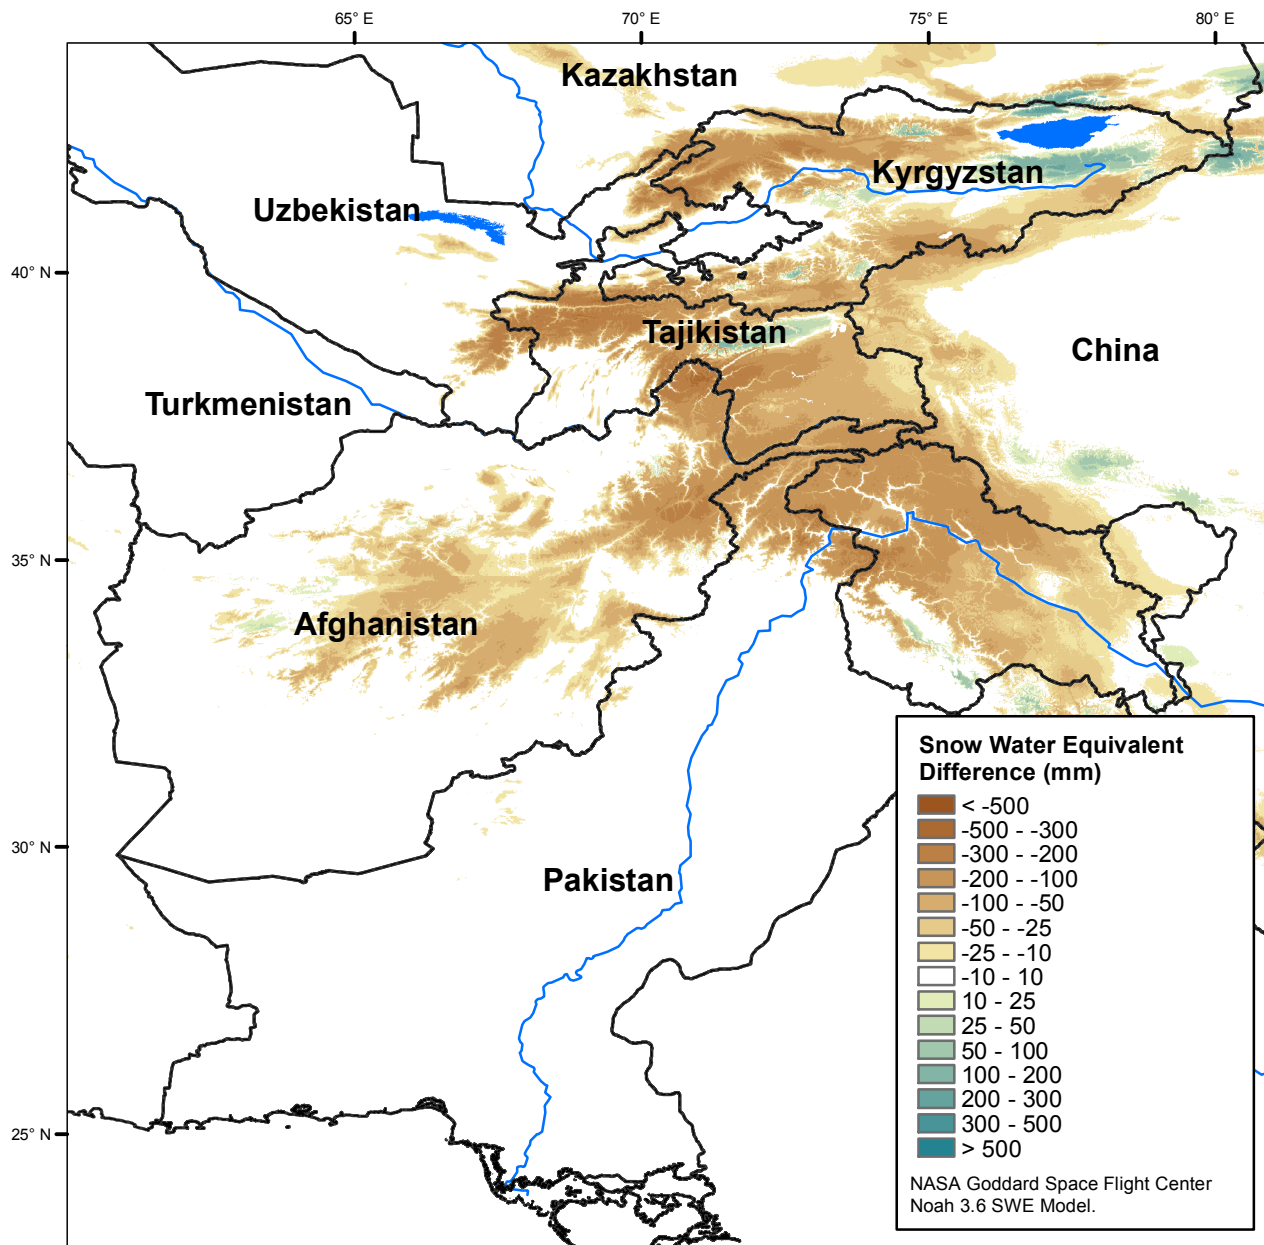 65° E
70° E
75° E
80° E
Kazakhstan
Kyrgyzstan
Uzbekistan
40° N
Tajikistan
China
Turkmenistan
35° N
Afghanistan
Snow Water Equivalent
Difference (mm)
< -500
-500 - -300
-300 - -200
-200 - -100
-100 - -50
-50 - -25
-25 - -10
-10 - 10
10 - 25
25 - 50
50 - 100
100 - 200
200 - 300
300 - 500
> 500
30° N
Pakistan
25° N
NASA Goddard Space Flight Center
Noah 3.6 SWE Model.